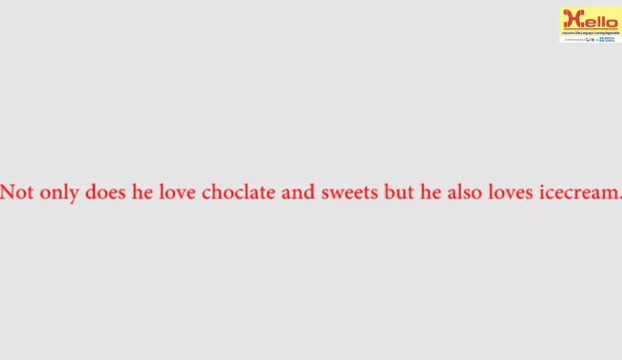 Hello
Not only does he love choclate and sweets but he also loves icecream.